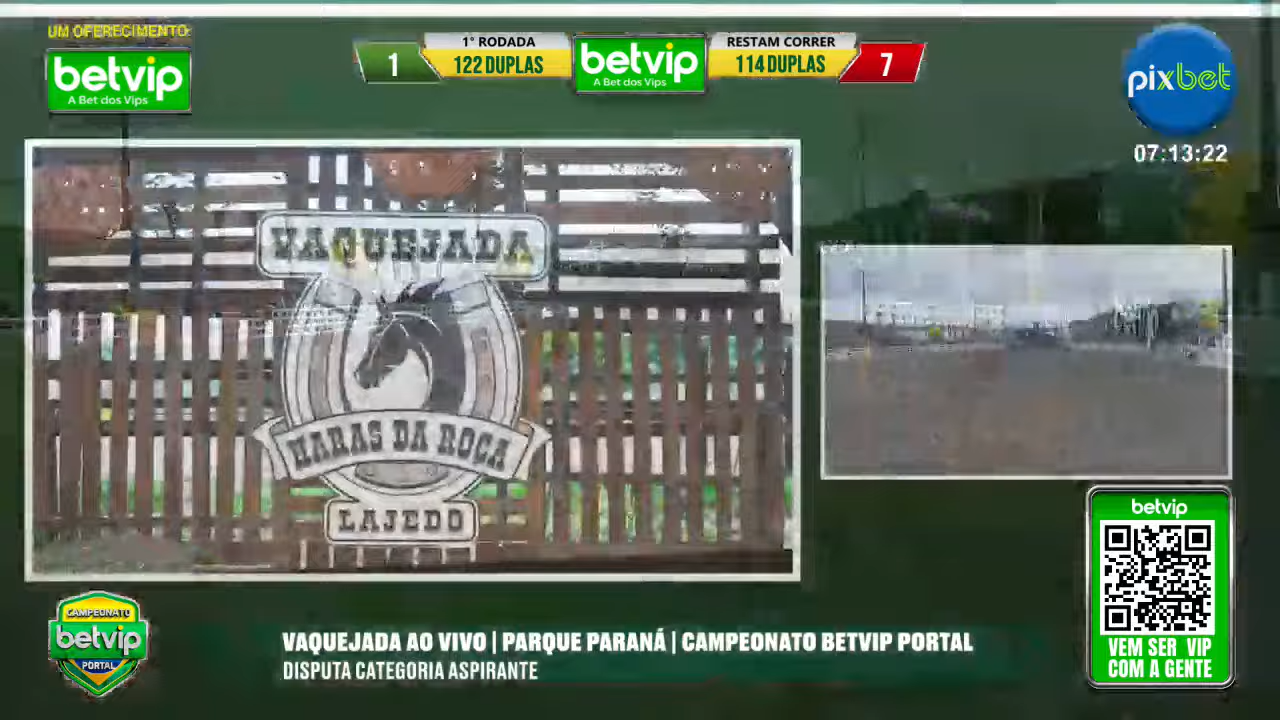 UM OFERECIMENTO:
betvip
A Bet dos Vips
1
1ª RODADA
122 DUPLAS
betvip
A Bet dos Vips
RESTAM CORRER
114 DUPLAS
7
pixbet
07:13:22
VAQUEJADA
HARAS DA ROÇA
LAJEDO
betvip
VEM SER VIP
COM A GENTE
CAMPEONATO
betvip
PORTAL
VAQUEJADA AO VIVO | PARQUE PARANÁ | CAMPEONATO BETVIP PORTAL
DISPUTA CATEGORIA ASPIRANTE